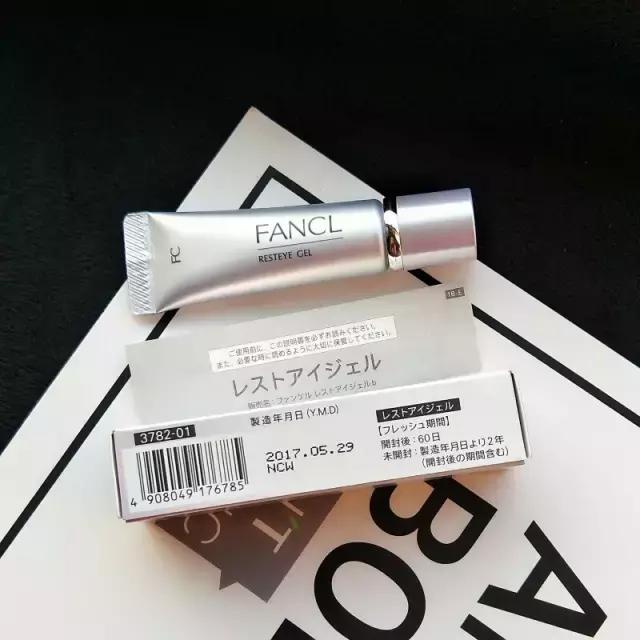 FC
FANCL
RESTEYE GEL
1B-E
ご使用前に、この説明書を必ずお読みください。
また、必要な時に読めるように大切に保管してください。
レストアイジェル
販売名:ファンケル レストアイジェルb
3782-01
4 908049 176785
製造年月日(Y.M.D)
2017.05.29
NCW
レストアイジェル
【フレッシュ期間】
開封後:60日
未開封:製造年月日より2年
(開封後の期間含む)